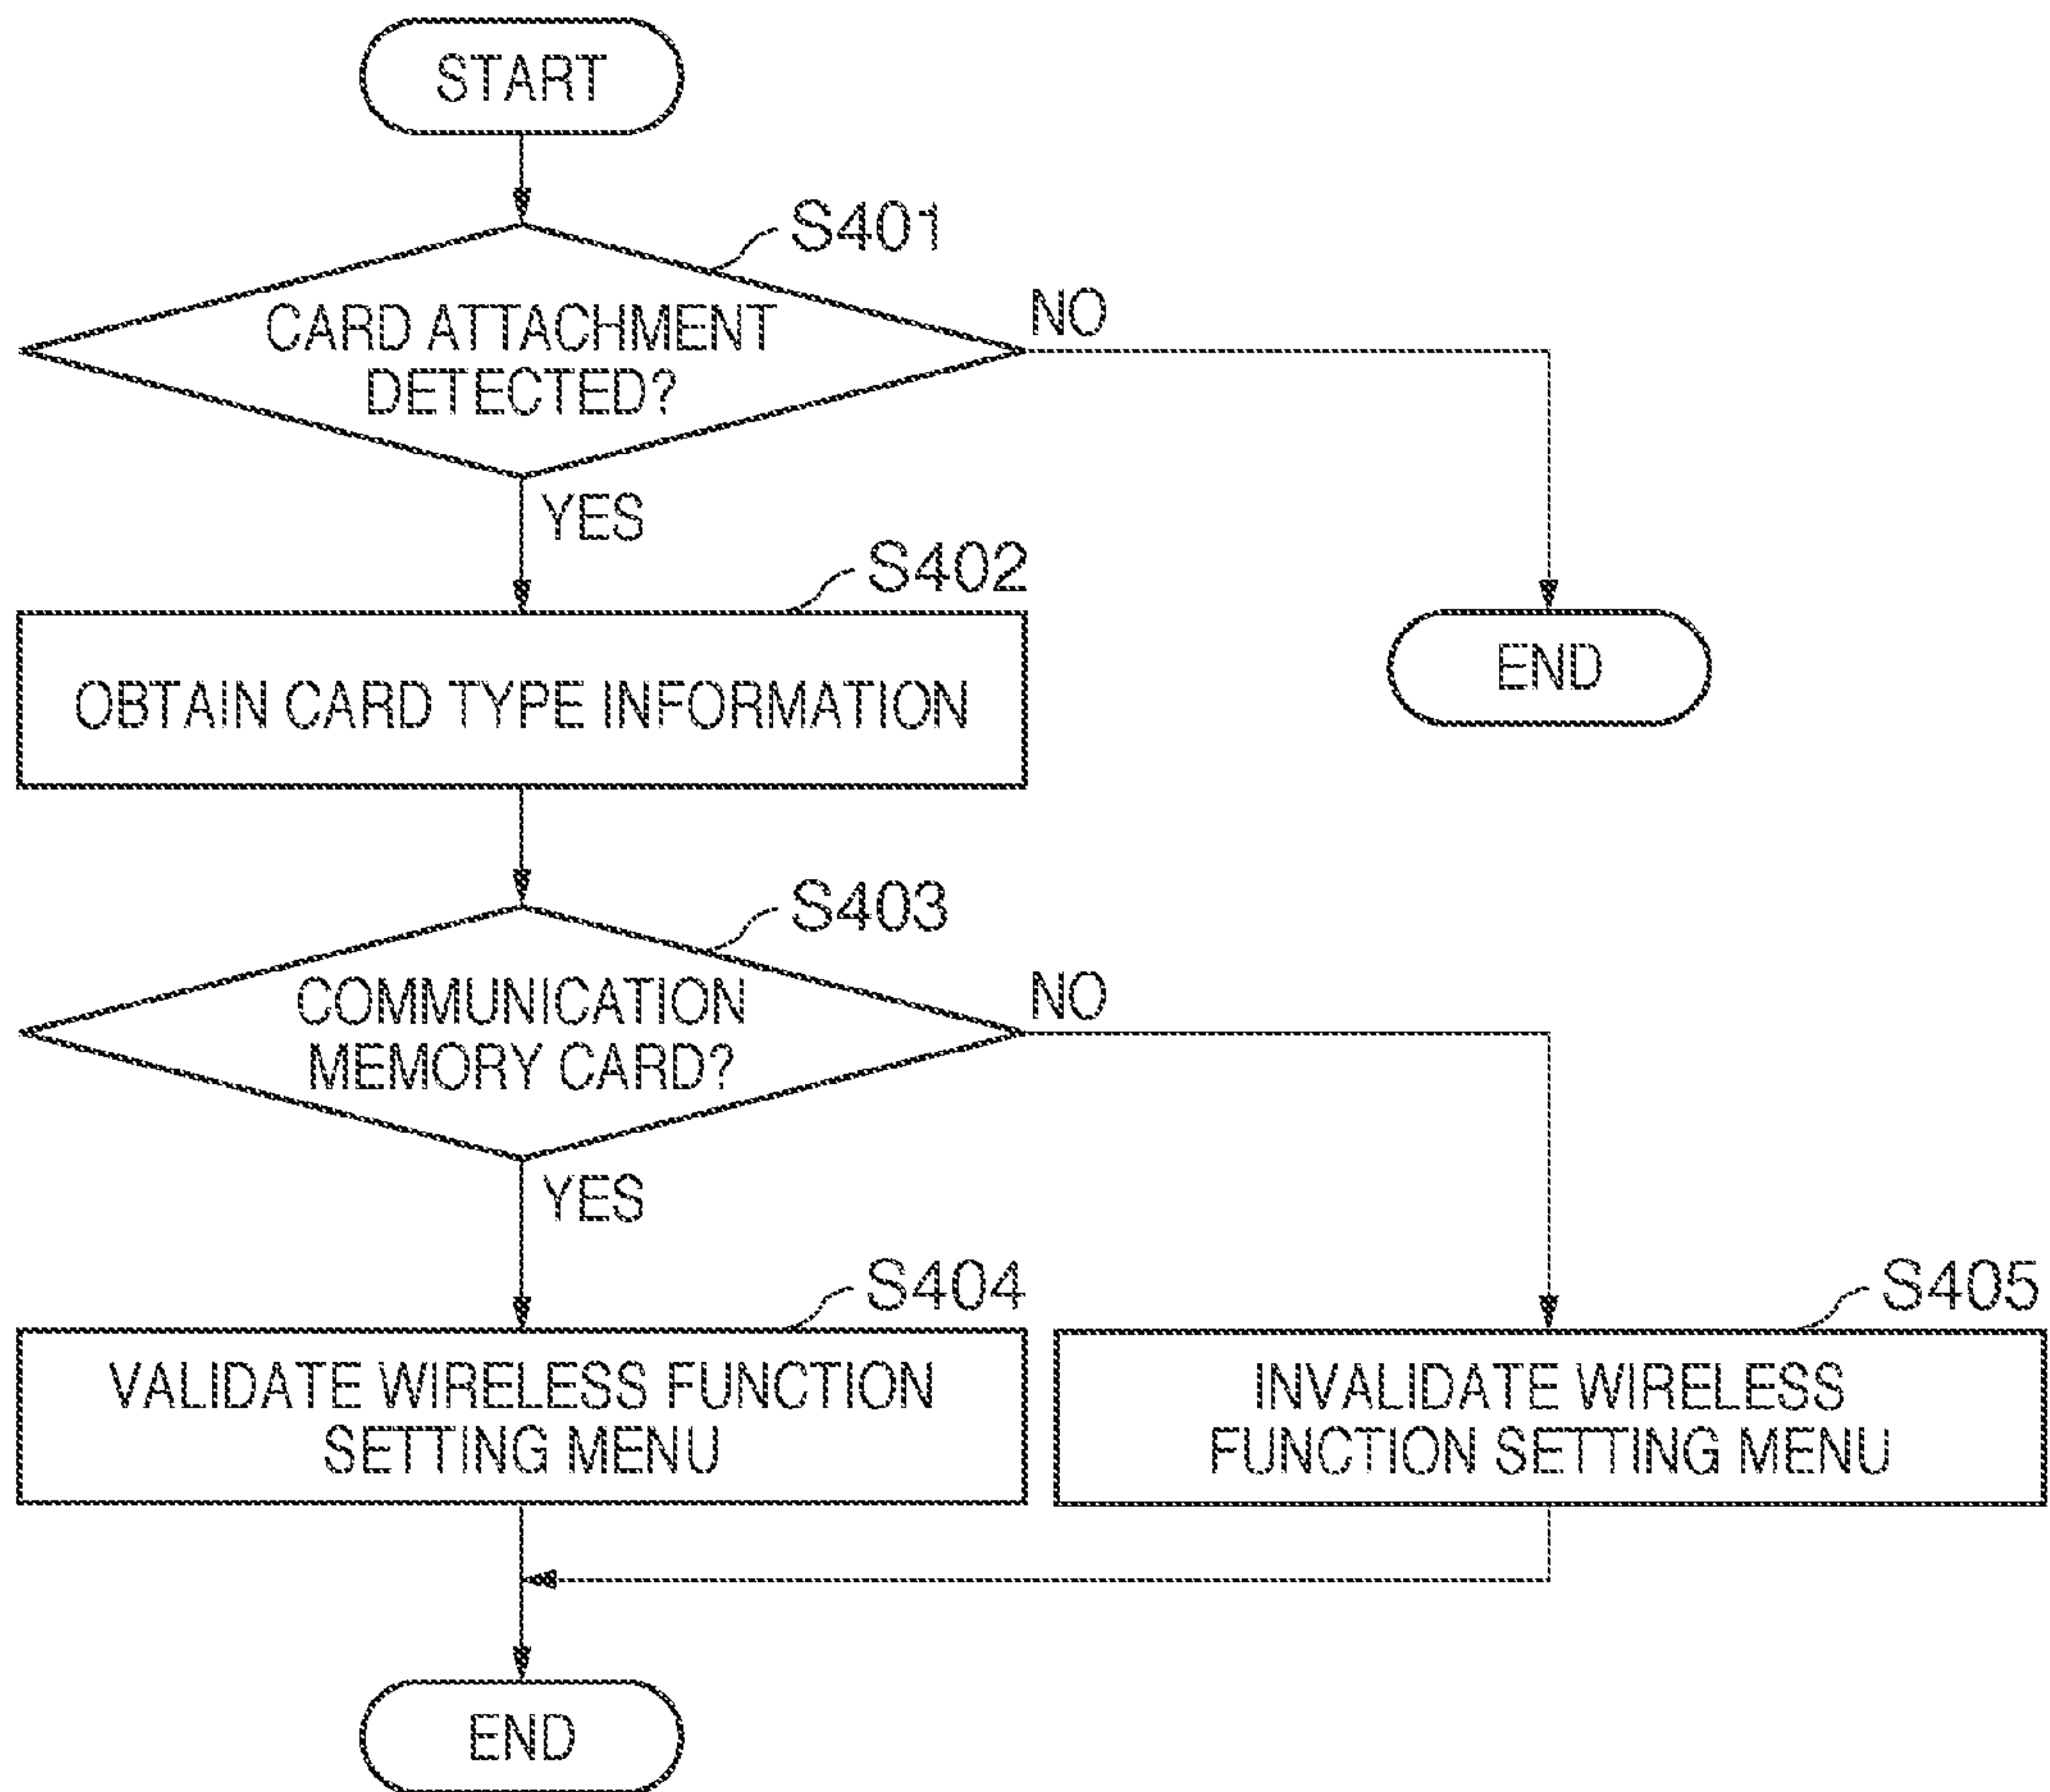 START
S401
CARD ATTACHMENT
DETECTED?
NO
YES
S402
OBTAIN CARD TYPE INFORMATION
END
S403
COMMUNICATION
MEMORY CARD?
NO
YES
S404
VALIDATE WIRELESS FUNCTION
SETTING MENU
S405
INVALIDATE WIRELESS
FUNCTION SETTING MENU
END